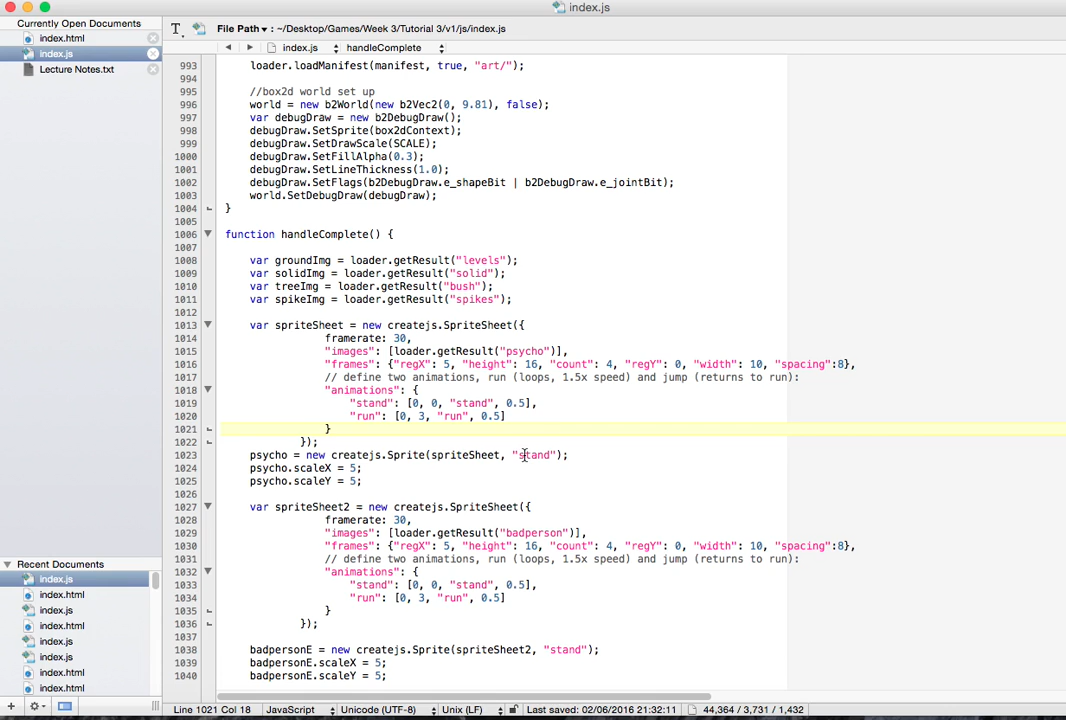 index.js
Currently Open Documents
index.html
index.js
Lecture Notes.txt
T File Path ▾ : ~/Desktop/Games/Week 3/Tutorial 3/v1/js/index.js
index.js handleComplete
993 loader.loadManifest(manifest, true, "art/");
994
995 //box2d world set up
996 world = new b2World(new b2Vec2(0, 9.81), false);
997 var debugDraw = new b2DebugDraw();
998 debugDraw.SetSprite(box2dContext);
999 debugDraw.SetDrawScale(SCALE);
1000 debugDraw.SetFillAlpha(0.3);
1001 debugDraw.SetLineThickness(1.0);
1002 debugDraw.SetFlags(b2DebugDraw.e_shapeBit | b2DebugDraw.e_jointBit);
1003 world.SetDebugDraw(debugDraw);
1004 }
1005
1006 function handleComplete() {
1007
1008 var groundImg = loader.getResult("levels");
1009 var solidImg = loader.getResult("solid");
1010 var treeImg = loader.getResult("bush");
1011 var spikeImg = loader.getResult("spikes");
1012
1013 var spriteSheet = new createjs.SpriteSheet({
1014 framerate: 30,
1015 "images": [loader.getResult("psycho")],
1016 "frames": {"regX": 5, "height": 16, "count": 4, "regY": 0, "width": 10, "spacing":8},
1017 // define two animations, run (loops, 1.5x speed) and jump (returns to run):
1018 "animations": {
1019 "stand": [0, 0, "stand", 0.5],
1020 "run": [0, 3, "run", 0.5]
1021 }
1022 });
1023 psycho = new createjs.Sprite(spriteSheet, "stand");
1024 psycho.scaleX = 5;
1025 psycho.scaleY = 5;
1026
1027 var spriteSheet2 = new createjs.SpriteSheet({
1028 framerate: 30,
1029 "images": [loader.getResult("badperson")],
1030 "frames": {"regX": 5, "height": 16, "count": 4, "regY": 0, "width": 10, "spacing":8},
1031 // define two animations, run (loops, 1.5x speed) and jump (returns to run):
1032 "animations": {
1033 "stand": [0, 0, "stand", 0.5],
1034 "run": [0, 3, "run", 0.5]
1035 }
1036 });
1037
1038 badpersonE = new createjs.Sprite(spriteSheet2, "stand");
1039 badpersonE.scaleX = 5;
1040 badpersonE.scaleY = 5;
Recent Documents
index.js
index.html
index.js
index.html
index.js
index.js
index.html
index.html
Line 1021 Col 18 JavaScript Unicode (UTF-8) Unix (LF) Last saved: 02/06/2016 21:32:11 44,364 / 3,731 / 1,432